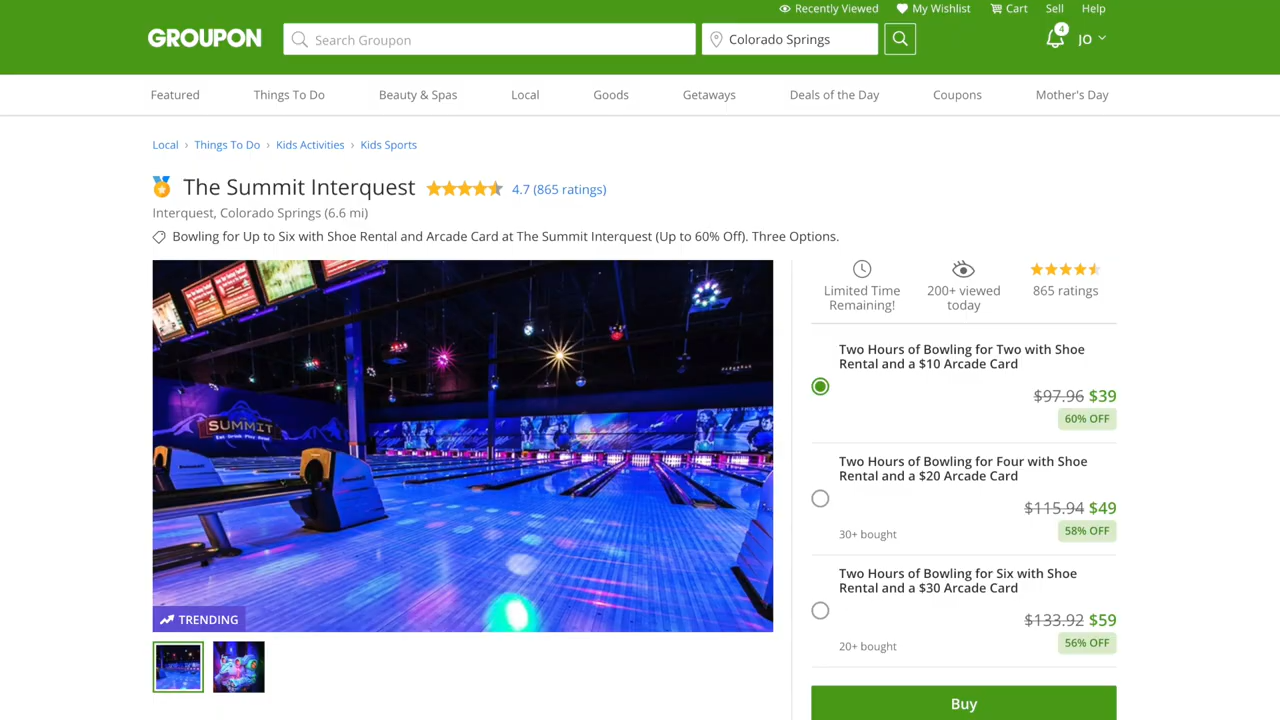 Recently Viewed My Wishlist Cart Sell Help
GROUPON Search Groupon Colorado Springs 4 JO
Featured Things To Do Beauty & Spas Local Goods Getaways Deals of the Day Coupons Mother's Day
Local › Things To Do › Kids Activities › Kids Sports
The Summit Interquest 4.7 (865 ratings)
Interquest, Colorado Springs (6.6 mi)
Bowling for Up to Six with Shoe Rental and Arcade Card at The Summit Interquest (Up to 60% Off). Three Options.
SUMMIT
Eat Drink Play Bowl
TRENDING
Limited Time
Remaining!
200+ viewed
today
865 ratings
Two Hours of Bowling for Two with Shoe
Rental and a $10 Arcade Card
$97.96 $39
60% OFF
Two Hours of Bowling for Four with Shoe
Rental and a $20 Arcade Card
$115.94 $49
30+ bought 58% OFF
Two Hours of Bowling for Six with Shoe
Rental and a $30 Arcade Card
$133.92 $59
20+ bought 56% OFF
Buy